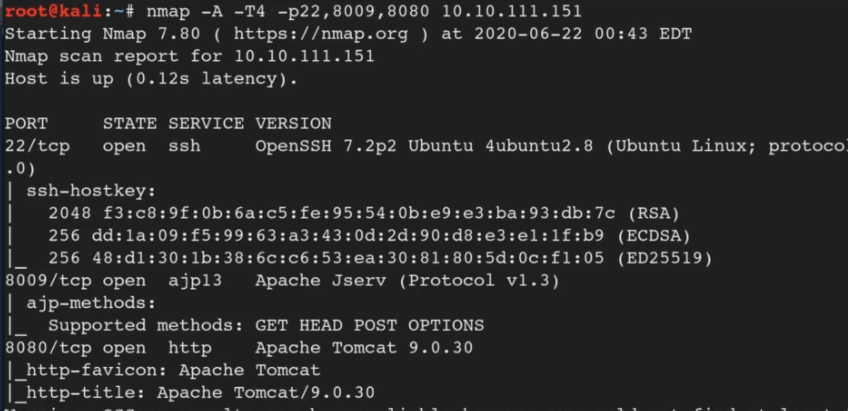 root@kali:~# nmap -A -T4 -p22,8009,8080 10.10.111.151
Starting Nmap 7.80 ( https://nmap.org ) at 2020-06-22 00:43 EDT
Nmap scan report for 10.10.111.151
Host is up (0.12s latency).
PORT     STATE SERVICE VERSION
22/tcp   open  ssh     OpenSSH 7.2p2 Ubuntu 4ubuntu2.8 (Ubuntu Linux; protocol
.0)
| ssh-hostkey:
|   2048 f3:c8:9f:0b:6a:c5:fe:95:54:0b:e9:e3:ba:93:db:7c (RSA)
|   256 dd:1a:09:f5:99:63:a3:43:0d:2d:90:d8:e3:e1:1f:b9 (ECDSA)
|_  256 48:d1:30:1b:38:6c:c6:53:ea:30:81:80:5d:0c:f1:05 (ED25519)
8009/tcp open  ajp13   Apache Jserv (Protocol v1.3)
| ajp-methods:
|_  Supported methods: GET HEAD POST OPTIONS
8080/tcp open  http    Apache Tomcat 9.0.30
|_http-favicon: Apache Tomcat
|_http-title: Apache Tomcat/9.0.30